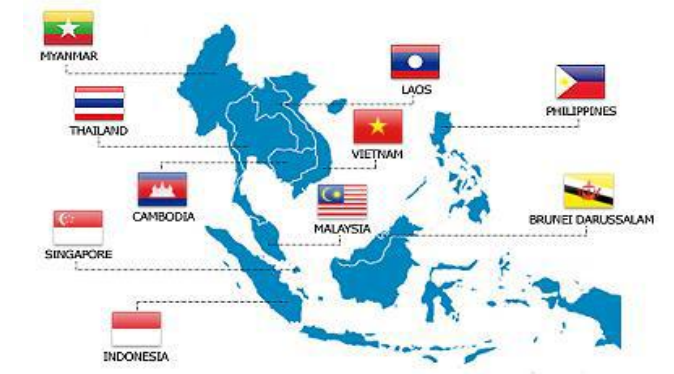 MYANMAR
LAOS
PHILIPPINES
THAILAND
VIETNAM
CAMBODIA
MALAYSIA
BRUNEI DARUSSALAM
SINGAPORE
INDONESIA